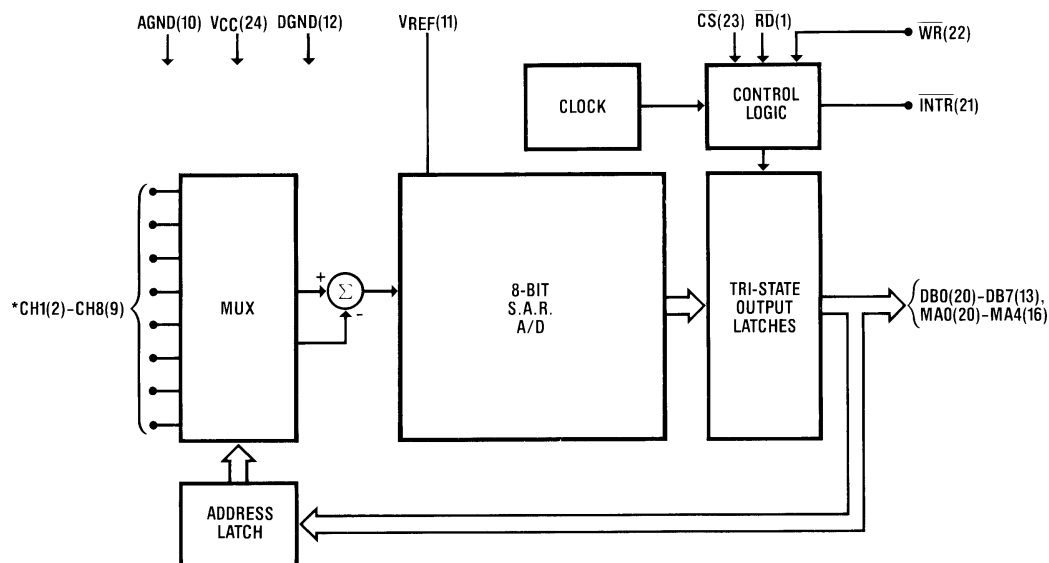 AGND(10) VCC(24) DGND(12) VREF(11) CS(23) RD(1)
WR(22)
CLOCK
CONTROL
LOGIC
INTR(21)
*CH1(2)-CH8(9)
MUX
+
Σ
-
8-BIT
S.A.R.
A/D
TRI-STATE
OUTPUT
LATCHES
DB0(20)-DB7(13),
MA0(20)-MA4(16)
ADDRESS
LATCH